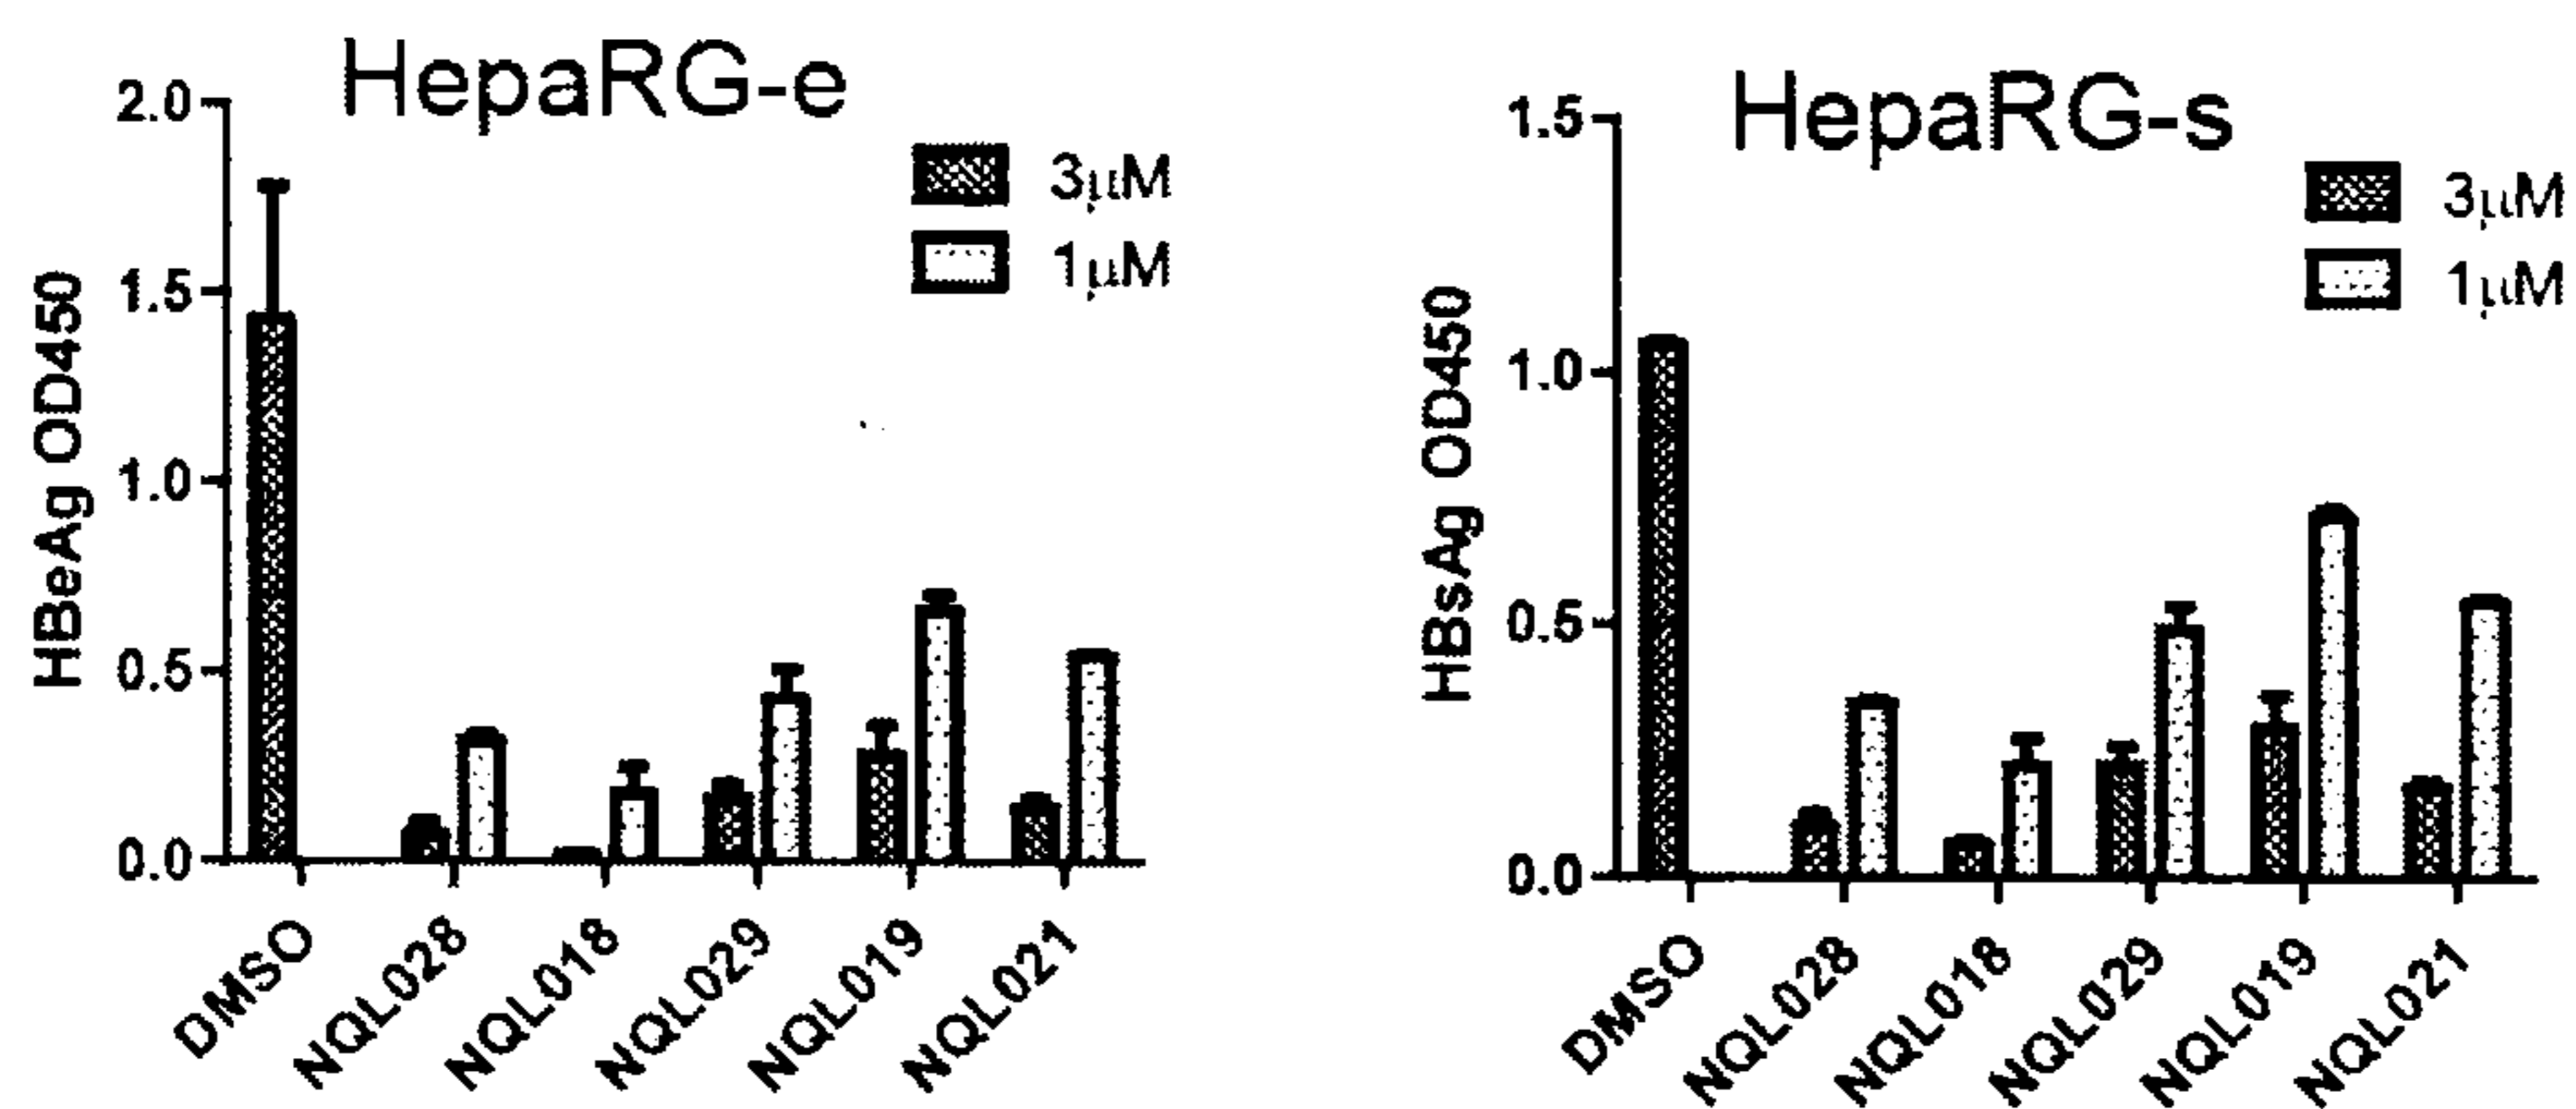 HepaRG-e
3μM
1μM
HBeAg OD450
2.0
1.5
1.0
0.5
0.0
DMSO
NQL028
NQL018
NQL029
NQL019
NQL021
HepaRG-s
3μM
1μM
HBsAg OD450
1.5
1.0
0.5
0.0
DMSO
NQL028
NQL018
NQL029
NQL019
NQL021